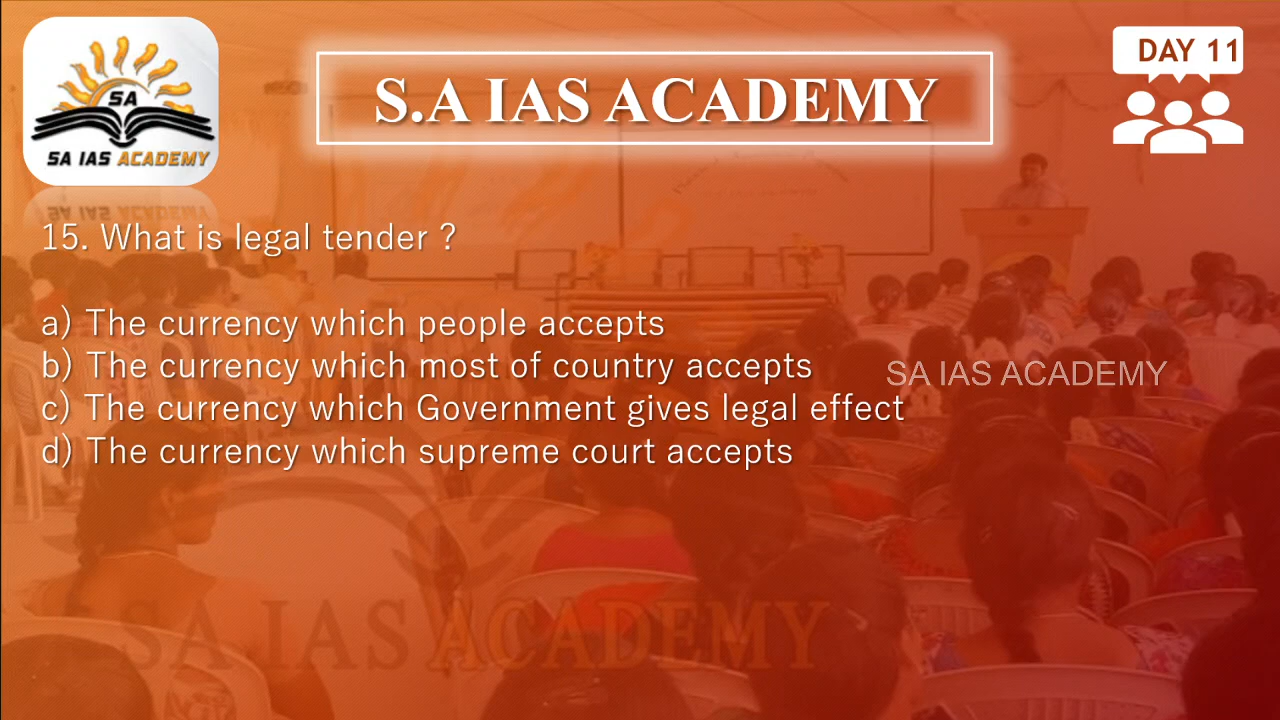 SA
SA IAS ACADEMY
S.A IAS ACADEMY
DAY 11
15. What is legal tender ?
a) The currency which people accepts
b) The currency which most of country accepts
c) The currency which Government gives legal effect
d) The currency which supreme court accepts
SA IAS ACADEMY
SA IAS ACADEMY